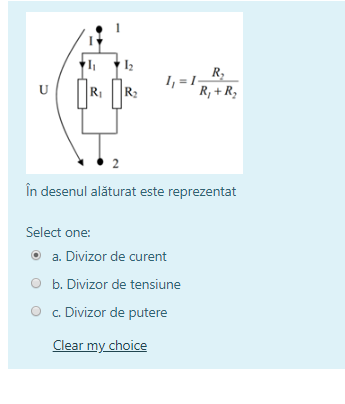 1
I
I₁ I₂
U R₁ R₂
I₁ = I R₂ / (R₁ + R₂)
2
În desenul alăturat este reprezentat
Select one:
a. Divizor de curent
b. Divizor de tensiune
c. Divizor de putere
Clear my choice